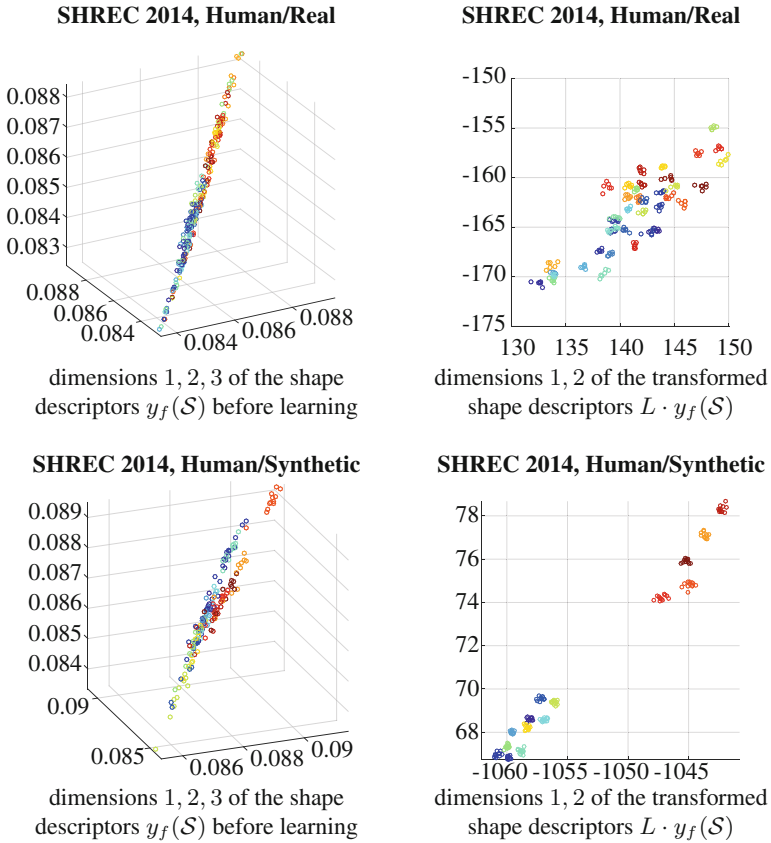 SHREC 2014, Human/Real
0.088
0.087
0.086
0.085
0.084
0.083
0.088
0.086
0.084
0.084
0.086
0.088
dimensions 1, 2, 3 of the shape
descriptors y_f(𝒮) before learning
SHREC 2014, Human/Real
-150
-155
-160
-165
-170
-175
130 135 140 145 150
dimensions 1, 2 of the transformed
shape descriptors L · y_f(𝒮)
SHREC 2014, Human/Synthetic
0.089
0.088
0.087
0.086
0.085
0.084
0.09
0.085
0.086
0.088
0.09
dimensions 1, 2, 3 of the shape
descriptors y_f(𝒮) before learning
SHREC 2014, Human/Synthetic
78
76
74
72
70
68
-1060 -1055 -1050 -1045
dimensions 1, 2 of the transformed
shape descriptors L · y_f(𝒮)